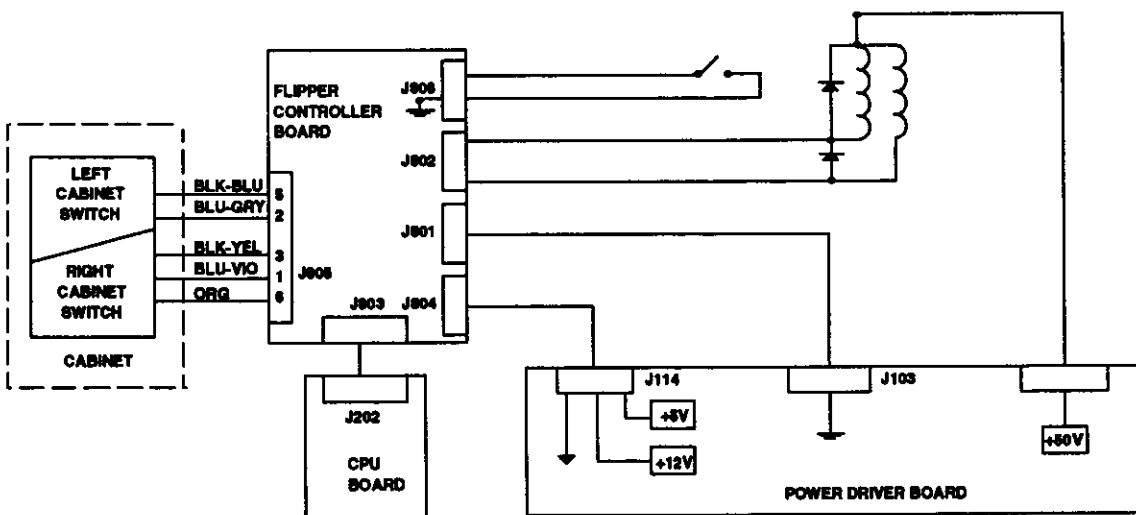 FLIPPER
CONTROLLER
BOARD
J906
J902
J901
J904
J905
J903
LEFT
CABINET
SWITCH
RIGHT
CABINET
SWITCH
CABINET
BLK-BLU
5
BLU-GRY
2
BLK-YEL
3
BLU-VIO
1
ORG
6
J202
CPU
BOARD
J114
+5V
+12V
J103
+50V
POWER DRIVER BOARD